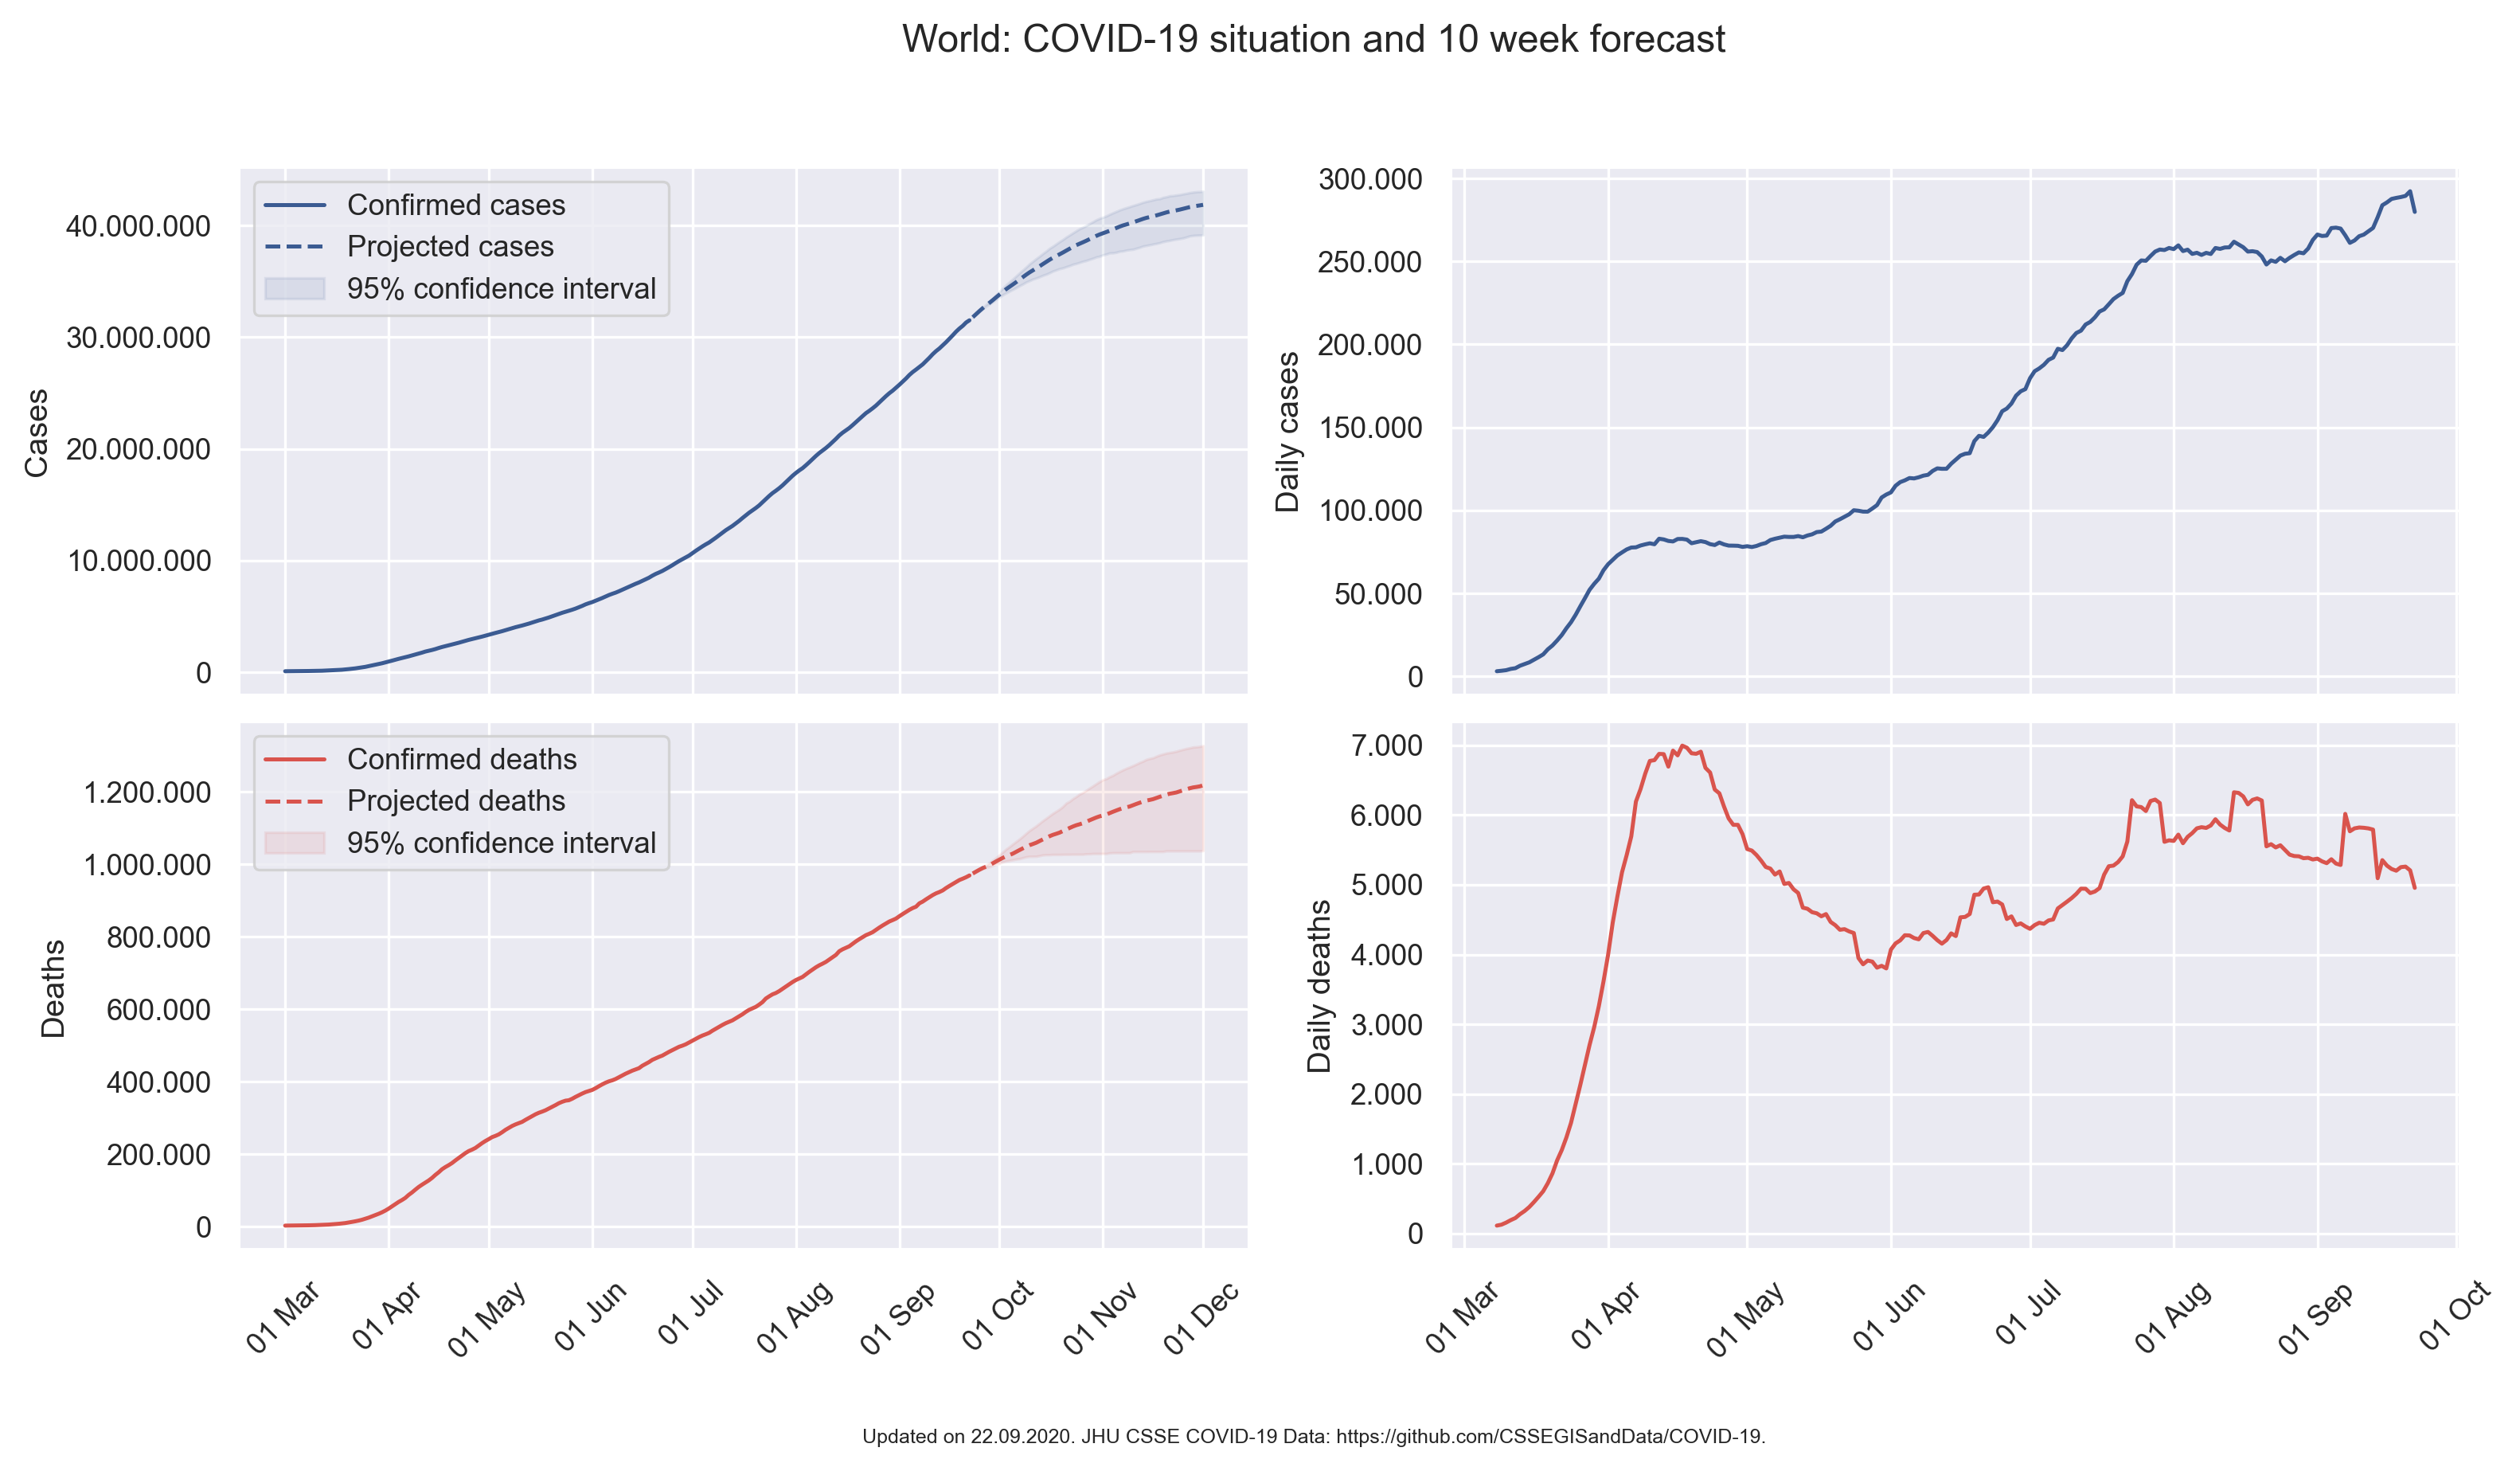 World: COVID-19 situation and 10 week forecast
Confirmed cases
Projected cases
95% confidence interval
40.000.000
30.000.000
20.000.000
10.000.000
0
Cases
300.000
250.000
200.000
150.000
100.000
50.000
0
Daily cases
Confirmed deaths
Projected deaths
95% confidence interval
1.200.000
1.000.000
800.000
600.000
400.000
200.000
0
Deaths
01 Mar
01 Apr
01 May
01 Jun
01 Jul
01 Aug
01 Sep
01 Oct
01 Nov
01 Dec
7.000
6.000
5.000
4.000
3.000
2.000
1.000
0
Daily deaths
01 Mar
01 Apr
01 May
01 Jun
01 Jul
01 Aug
01 Sep
01 Oct
Updated on 22.09.2020. JHU CSSE COVID-19 Data: https://github.com/CSSEGISandData/COVID-19.